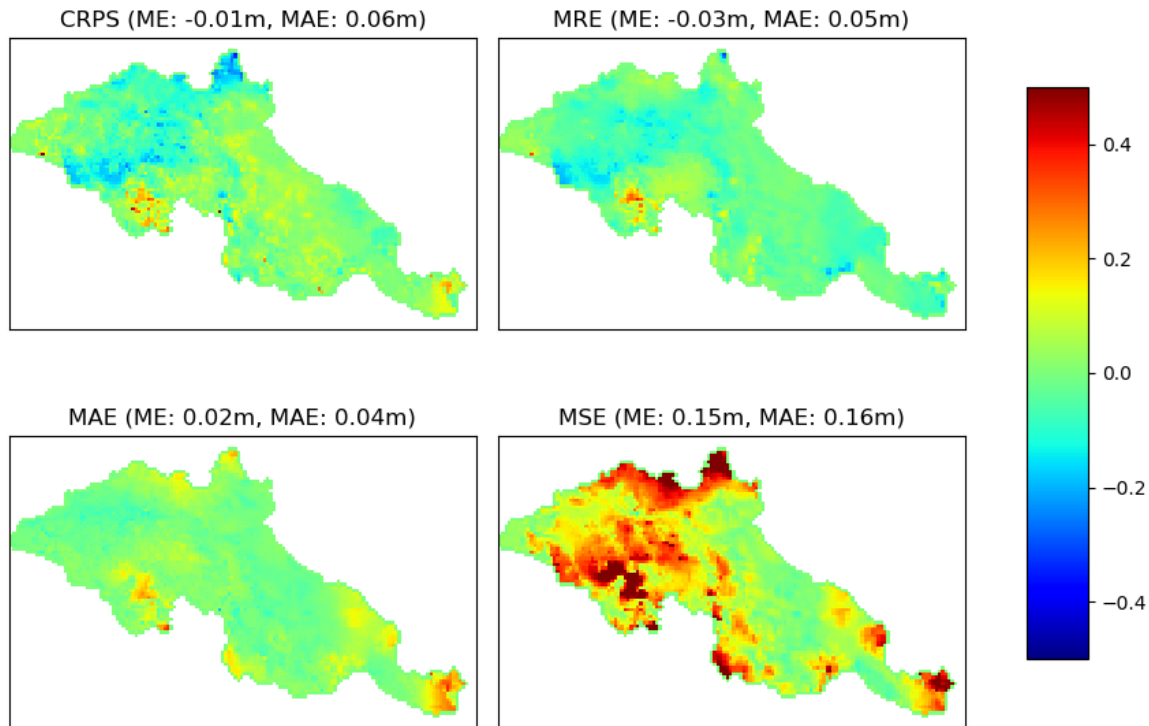 CRPS (ME: -0.01m, MAE: 0.06m)
MRE (ME: -0.03m, MAE: 0.05m)
0.4
0.2
0.0
−0.2
−0.4
MAE (ME: 0.02m, MAE: 0.04m)
MSE (ME: 0.15m, MAE: 0.16m)